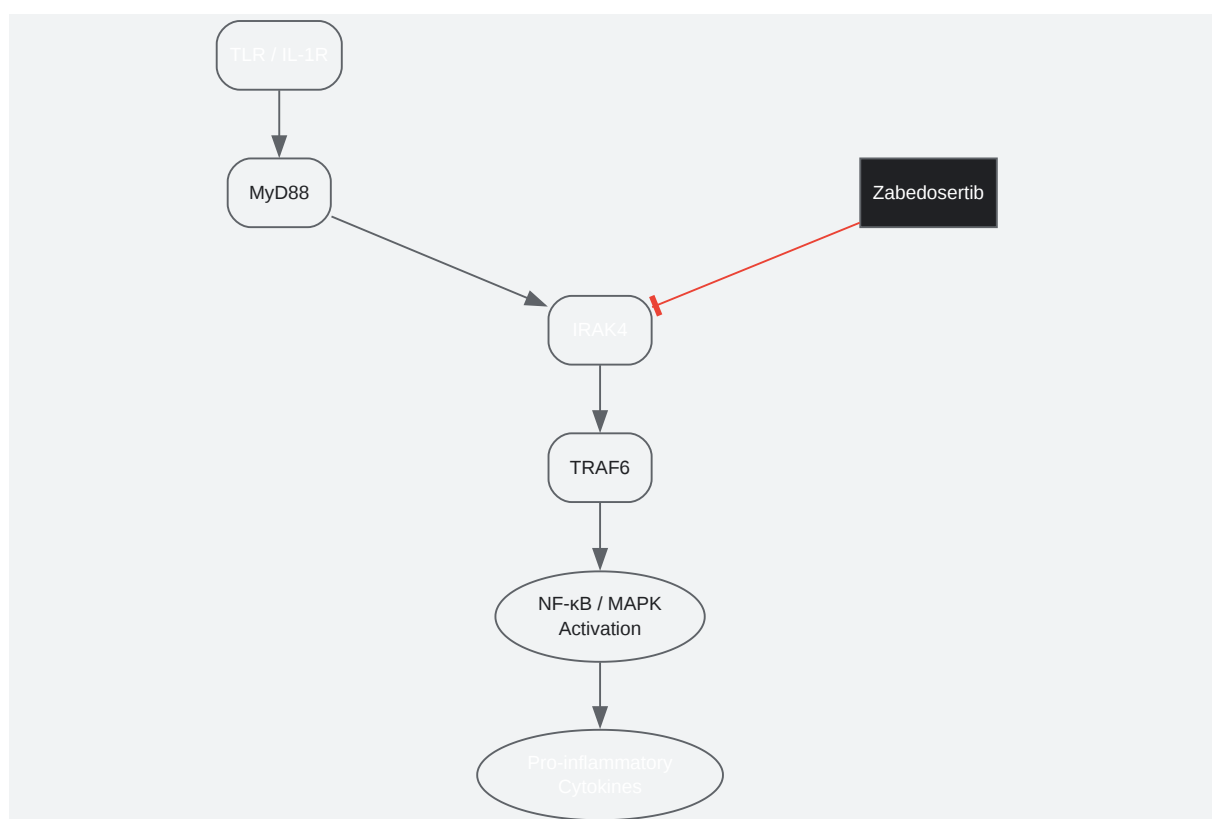 TLR / IL-1R
MyD88
Zabedosertib
IRAK4
TRAF6
NF-κB / MAPK
Activation
Pro-inflammatory
Cytokines